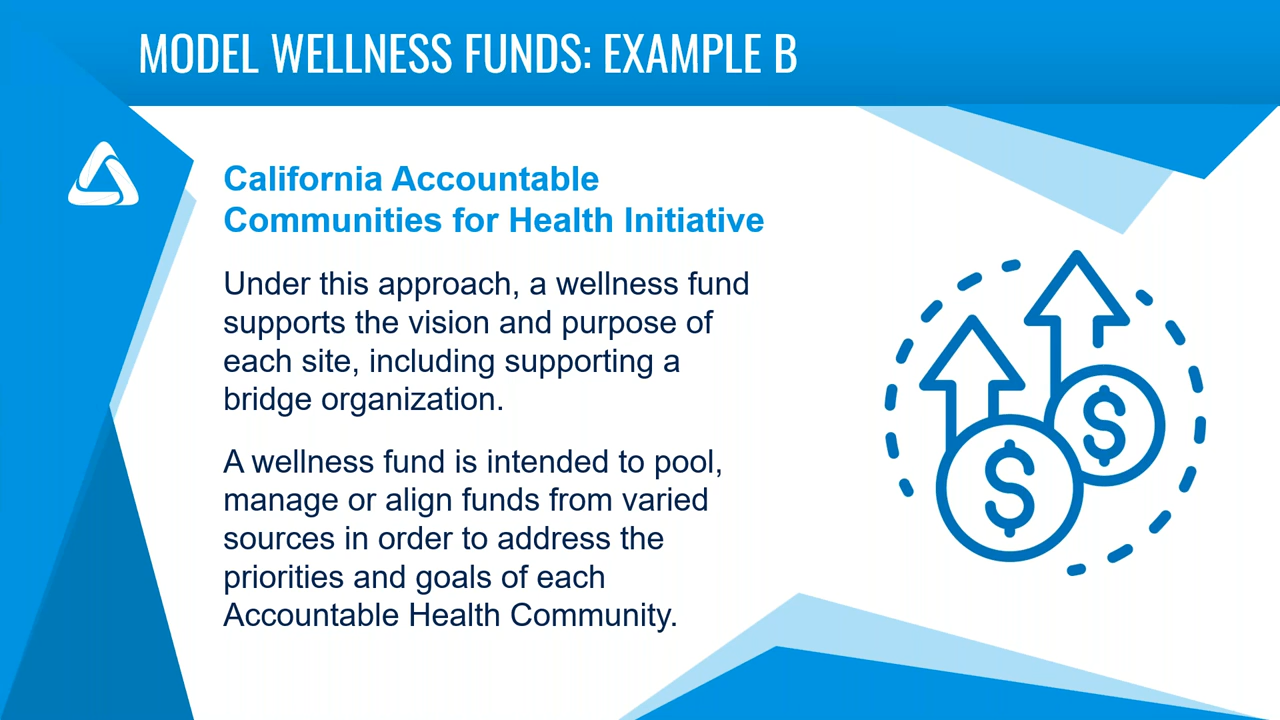 MODEL WELLNESS FUNDS: EXAMPLE B
California Accountable
Communities for Health Initiative
Under this approach, a wellness fund
supports the vision and purpose of
each site, including supporting a
bridge organization.
A wellness fund is intended to pool,
manage or align funds from varied
sources in order to address the
priorities and goals of each
Accountable Health Community.
$
$